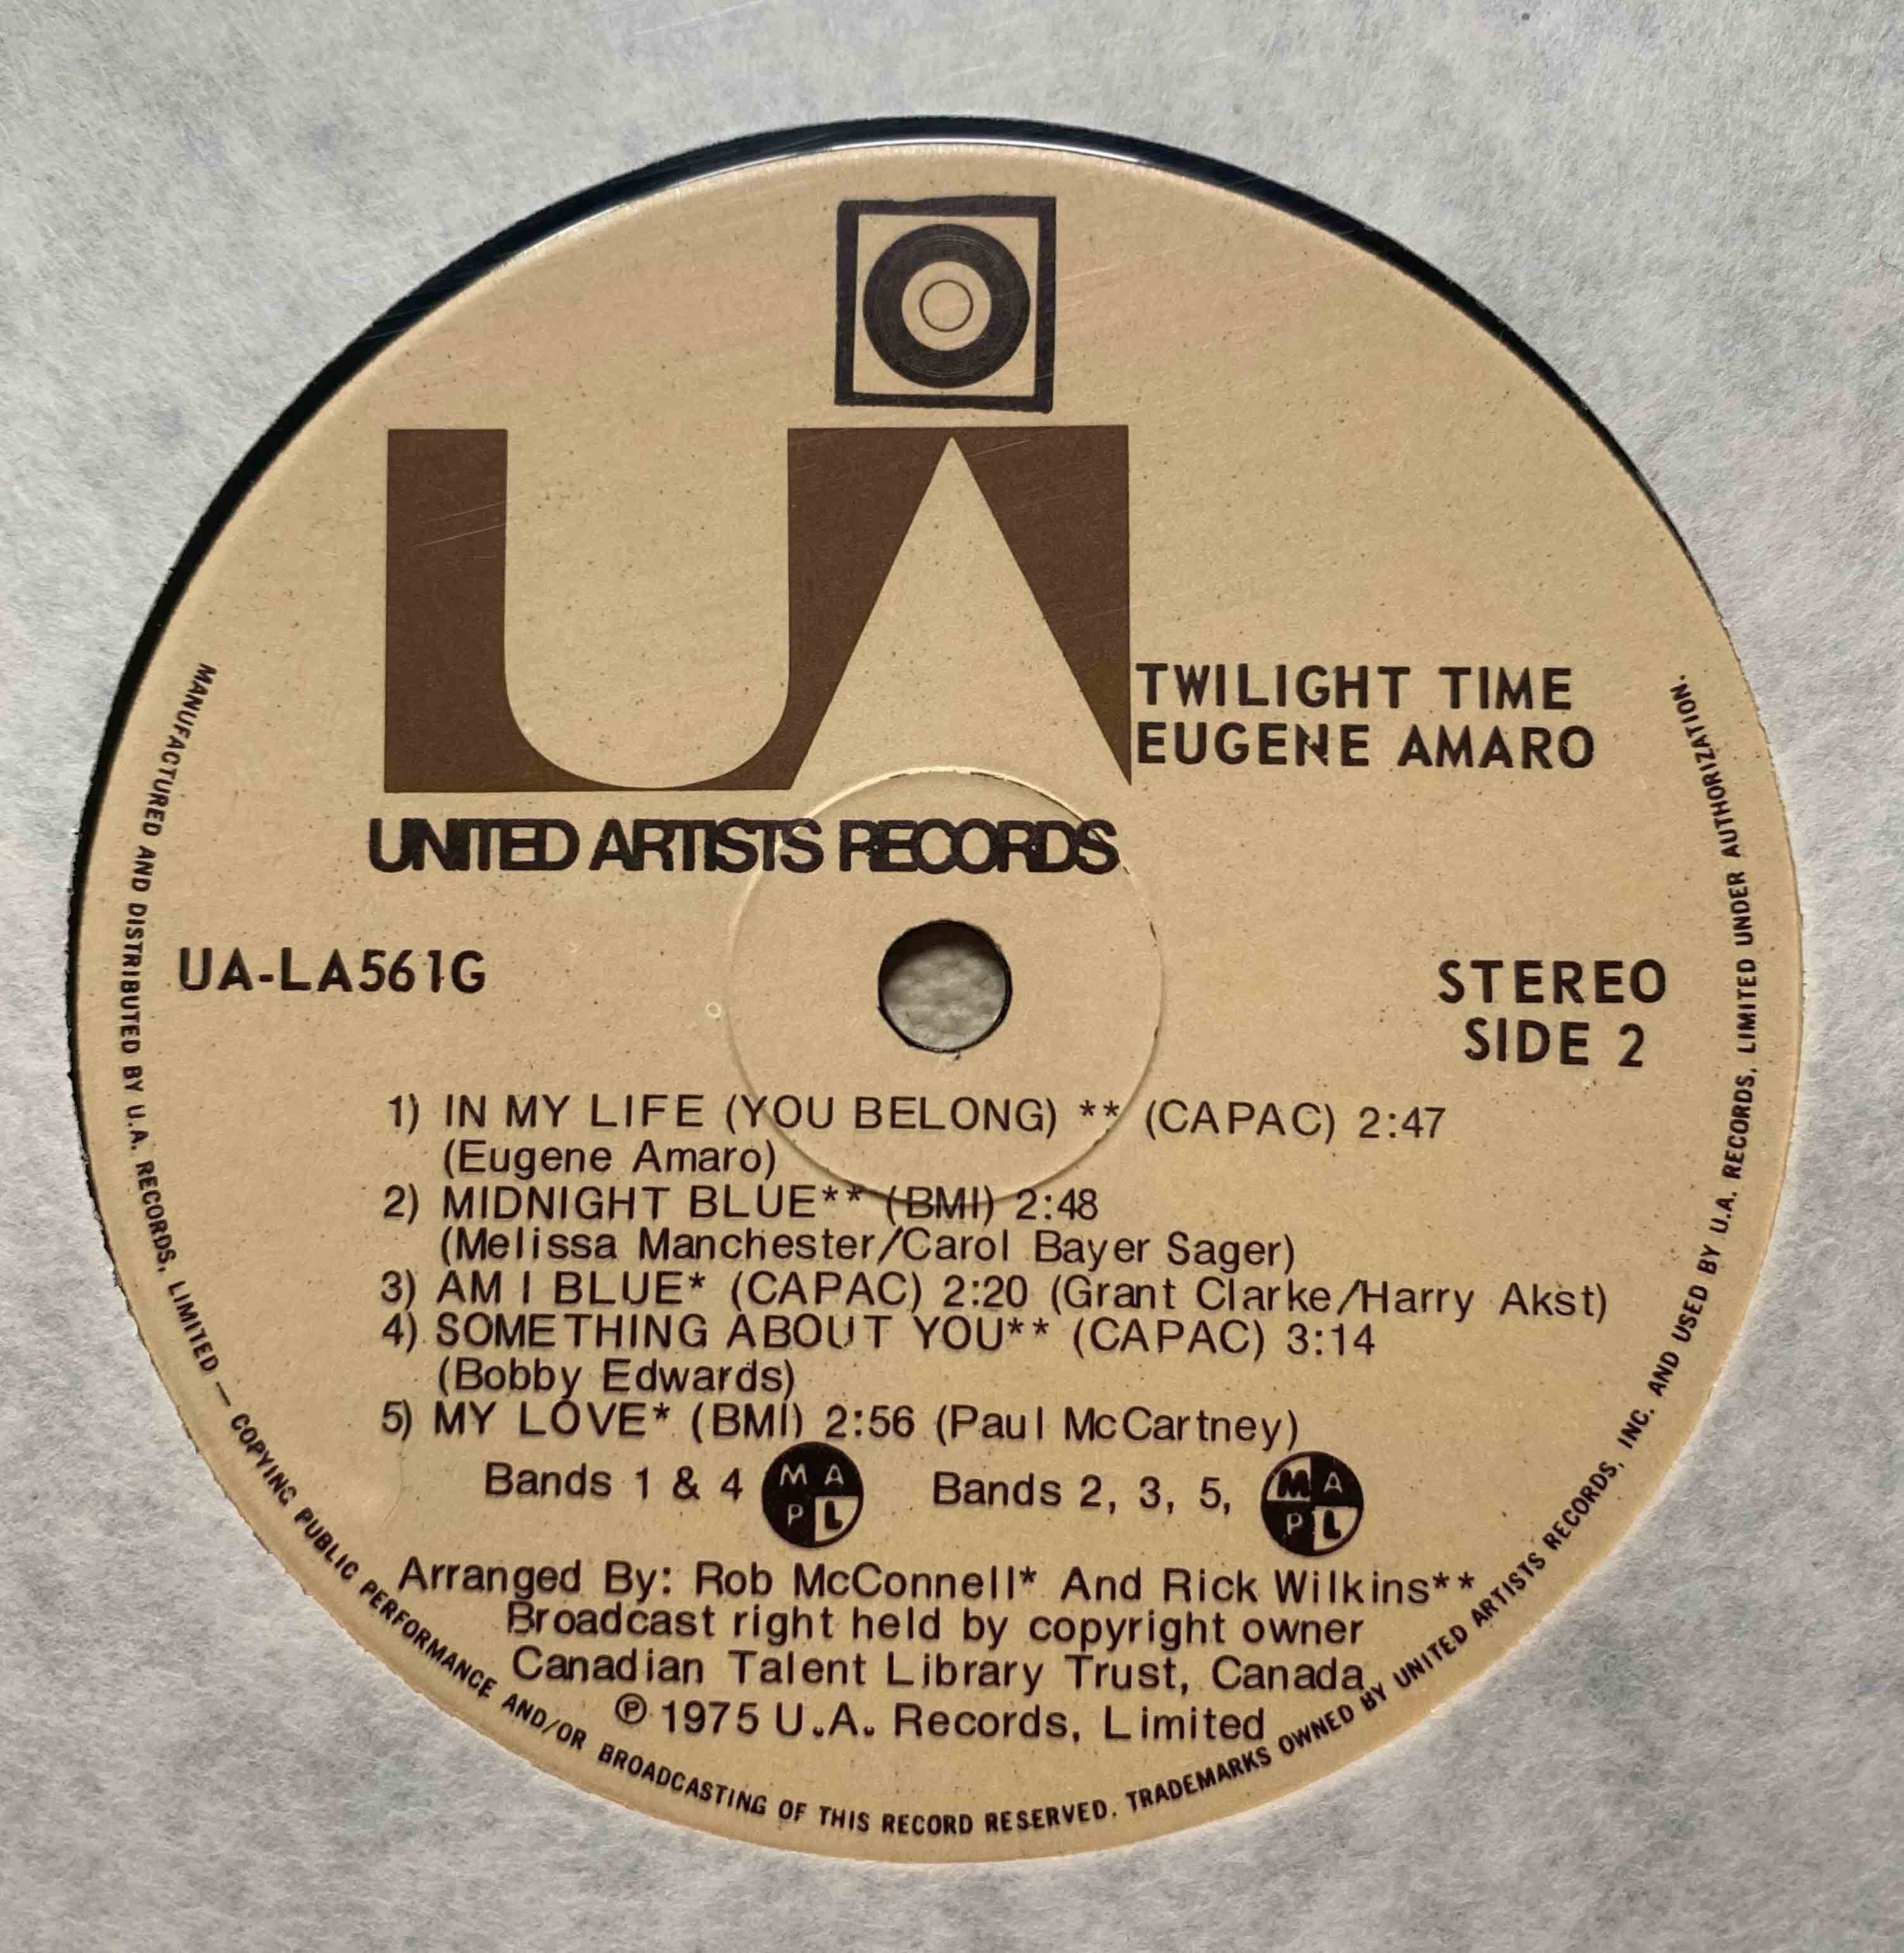 UA
UNITED ARTISTS RECORDS
TWILIGHT TIME
EUGENE AMARO
UA-LA561G
STEREO
SIDE 2
1) IN MY LIFE (YOU BELONG) ** (CAPAC) 2:47
(Eugene Amaro)
2) MIDNIGHT BLUE** (BMI) 2:48
(Melissa Manchester/Carol Bayer Sager)
3) AM I BLUE* (CAPAC) 2:20 (Grant Clarke/Harry Akst)
4) SOMETHING ABOUT YOU** (CAPAC) 3:14
(Bobby Edwards)
5) MY LOVE* (BMI) 2:56 (Paul McCartney)
Bands 1 & 4 MAPL Bands 2, 3, 5, MAPL
Arranged By: Rob McConnell* And Rick Wilkins**
Broadcast right held by copyright owner
Canadian Talent Library Trust, Canada
℗ 1975 U.A. Records, Limited
MANUFACTURED AND DISTRIBUTED BY U.A. RECORDS, LIMITED — COPYING PUBLIC PERFORMANCE AND/OR BROADCASTING OF THIS RECORD RESERVED. TRADEMARKS OWNED BY UNITED ARTISTS RECORDS, INC. AND USED BY U.A. RECORDS, LIMITED UNDER AUTHORIZATION.